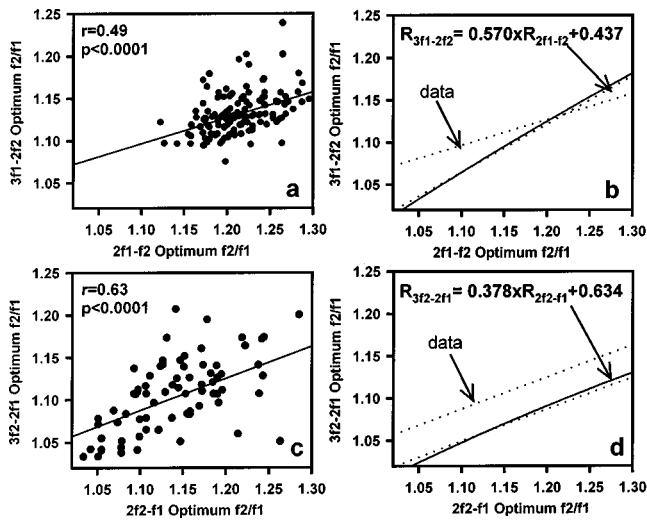 r=0.49
p<0.0001
a
3f1-2f2 Optimum f2/f1
1.25
1.20
1.15
1.10
1.05
1.05 1.10 1.15 1.20 1.25 1.30
2f1-f2 Optimum f2/f1
R3f1-2f2 = 0.570xR2f1-f2+0.437
data
b
3f1-2f2 Optimum f2/f1
1.25
1.20
1.15
1.10
1.05
1.05 1.10 1.15 1.20 1.25 1.30
2f1-f2 Optimum f2/f1
r=0.63
p<0.0001
c
3f2-2f1 Optimum f2/f1
1.25
1.20
1.15
1.10
1.05
1.05 1.10 1.15 1.20 1.25 1.30
2f2-f1 Optimum f2/f1
R3f2-2f1= 0.378xR2f2-f1+0.634
data
d
3f2-2f1 Optimum f2/f1
1.25
1.20
1.15
1.10
1.05
1.05 1.10 1.15 1.20 1.25 1.30
2f2-f1 Optimum f2/f1